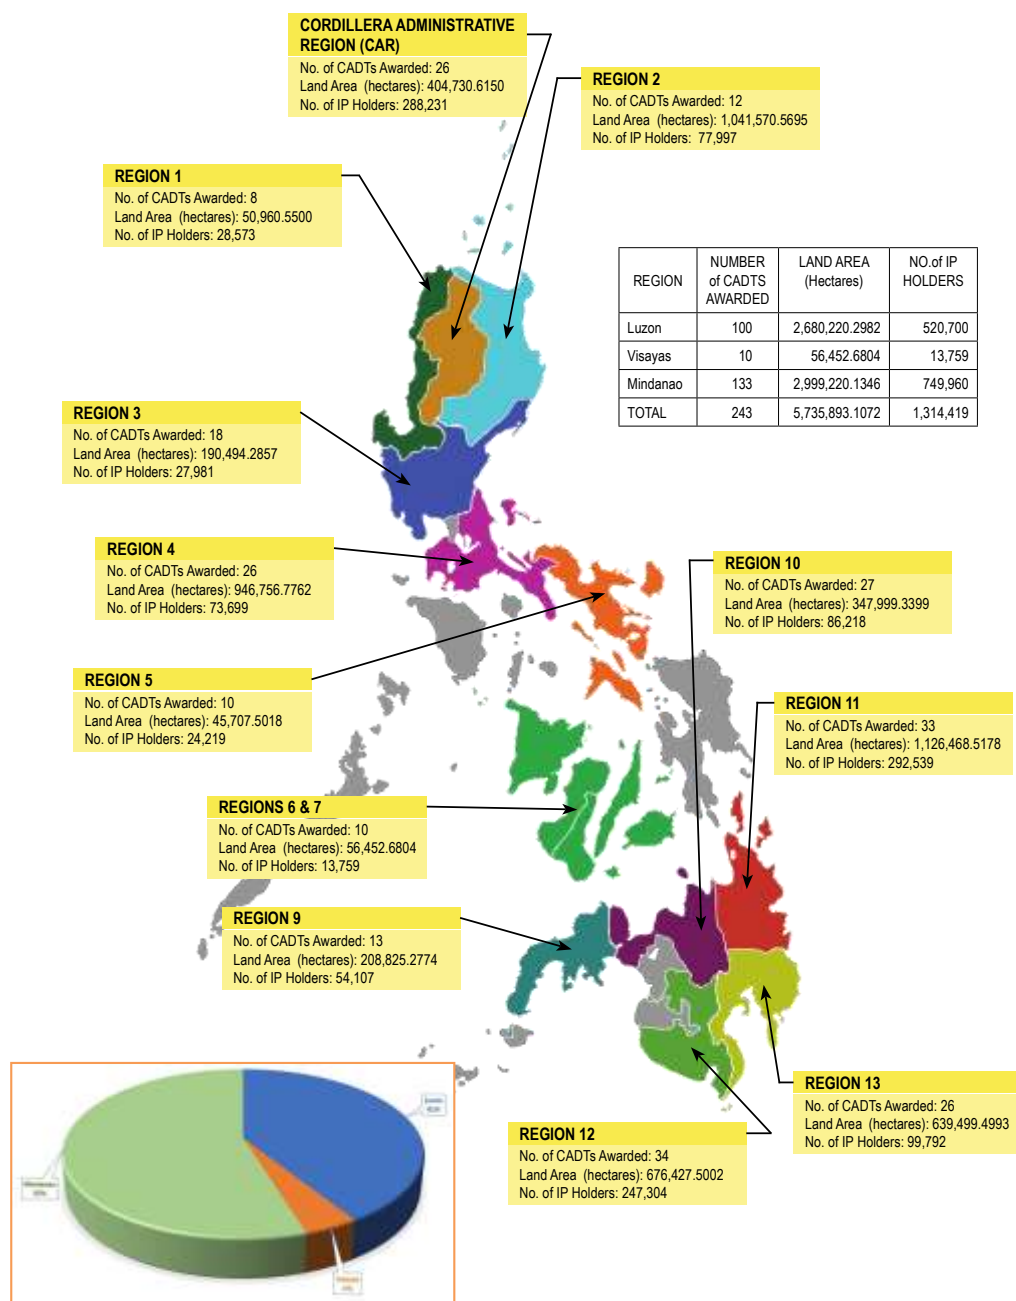 CORDILLERA ADMINISTRATIVE
REGION (CAR)
No. of CADTs Awarded: 26
Land Area (hectares): 404,730.6150
No. of IP Holders: 288,231
REGION 2
No. of CADTs Awarded: 12
Land Area (hectares): 1,041,570.5695
No. of IP Holders: 77,997
REGION 1
No. of CADTs Awarded: 8
Land Area (hectares): 50,960.5500
No. of IP Holders: 28,573
REGION NUMBER of CADTS AWARDED LAND AREA (Hectares) NO.of IP HOLDERS
Luzon 100 2,680,220.2982 520,700
Visayas 10 56,452.6804 13,759
Mindanao 133 2,999,220.1346 749,960
TOTAL 243 5,735,893.1072 1,314,419
REGION 3
No. of CADTs Awarded: 18
Land Area (hectares): 190,494.2857
No. of IP Holders: 27,981
REGION 4
No. of CADTs Awarded: 26
Land Area (hectares): 946,756.7762
No. of IP Holders: 73,699
REGION 10
No. of CADTs Awarded: 27
Land Area (hectares): 347,999.3399
No. of IP Holders: 86,218
REGION 5
No. of CADTs Awarded: 10
Land Area (hectares): 45,707.5018
No. of IP Holders: 24,219
REGION 11
No. of CADTs Awarded: 33
Land Area (hectares): 1,126,468.5178
No. of IP Holders: 292,539
REGIONS 6 & 7
No. of CADTs Awarded: 10
Land Area (hectares): 56,452.6804
No. of IP Holders: 13,759
REGION 9
No. of CADTs Awarded: 13
Land Area (hectares): 208,825.2774
No. of IP Holders: 54,107
REGION 13
No. of CADTs Awarded: 26
Land Area (hectares): 639,499.4993
No. of IP Holders: 99,792
REGION 12
No. of CADTs Awarded: 34
Land Area (hectares): 676,427.5002
No. of IP Holders: 247,304